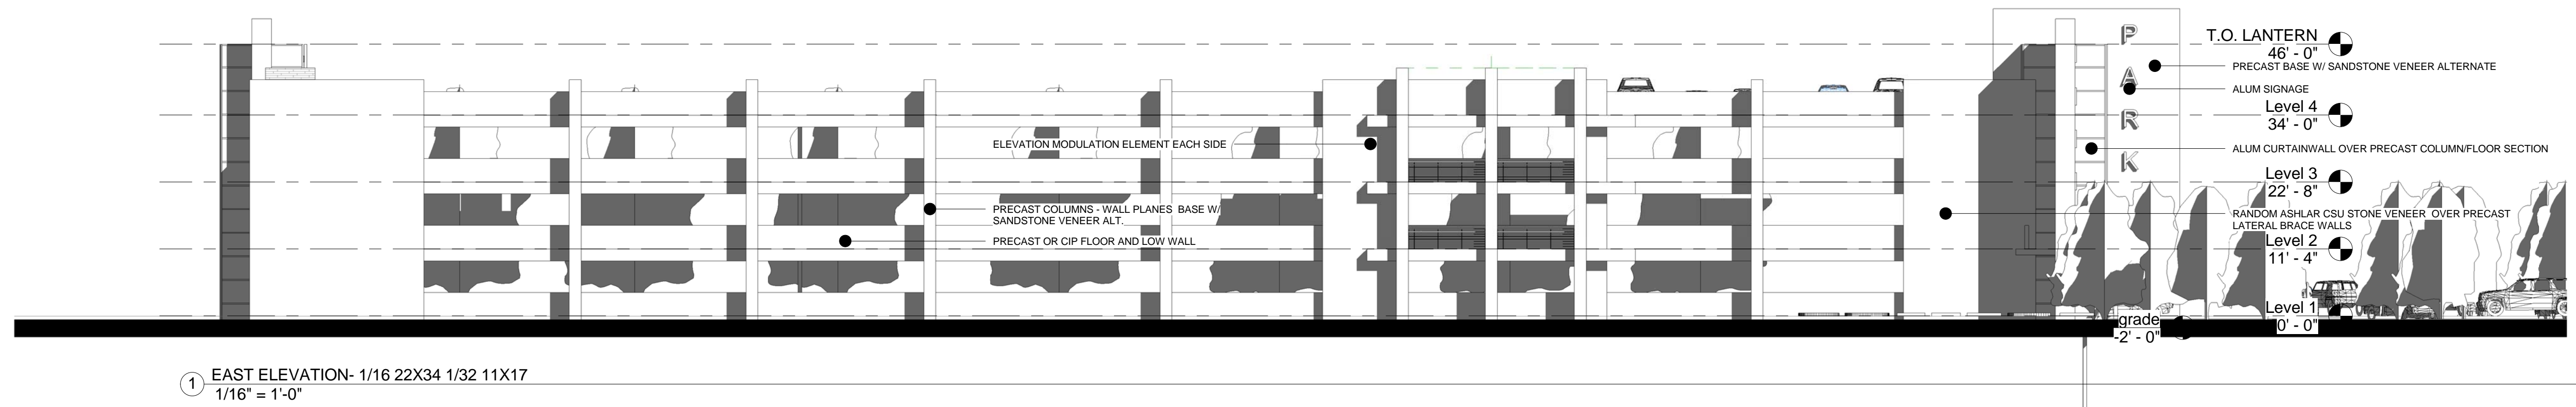 P
A
R
K
T.O. LANTERN
46' - 0"
PRECAST BASE W/ SANDSTONE VENEER ALTERNATE
ALUM SIGNAGE
Level 4
34' - 0"
ELEVATION MODULATION ELEMENT EACH SIDE
ALUM CURTAINWALL OVER PRECAST COLUMN/FLOOR SECTION
Level 3
22' - 8"
PRECAST COLUMNS - WALL PLANES BASE W/
SANDSTONE VENEER ALT.
RANDOM ASHLAR CSU STONE VENEER OVER PRECAST
LATERAL BRACE WALLS
PRECAST OR CIP FLOOR AND LOW WALL
Level 2
11' - 4"
Level 1
0' - 0"
grade
-2' - 0"
1
EAST ELEVATION- 1/16 22X34 1/32 11X17
1/16" = 1'-0"